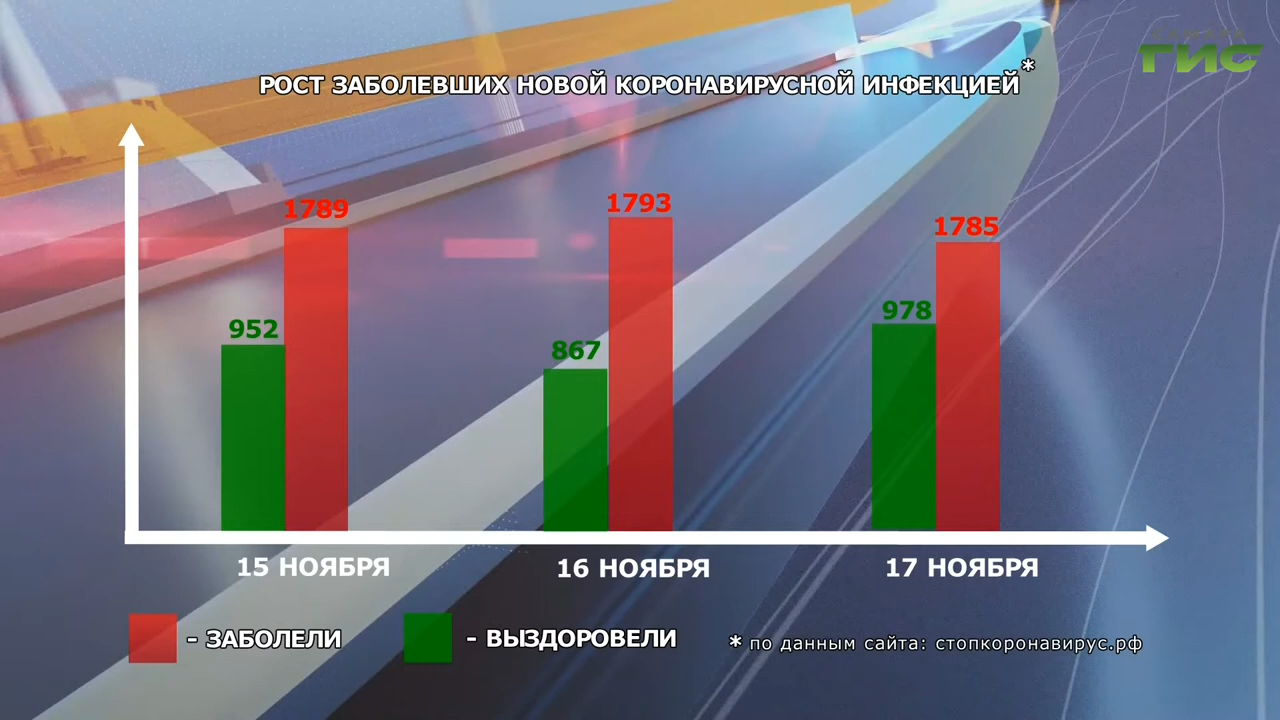 САМАРА
ГИС
РОСТ ЗАБОЛЕВШИХ НОВОЙ КОРОНАВИРУСНОЙ ИНФЕКЦИЕЙ*
1789
1793
1785
952
867
978
15 НОЯБРЯ
16 НОЯБРЯ
17 НОЯБРЯ
- ЗАБОЛЕЛИ
- ВЫЗДОРОВЕЛИ
* по данным сайта: стопкоронавирус.рф